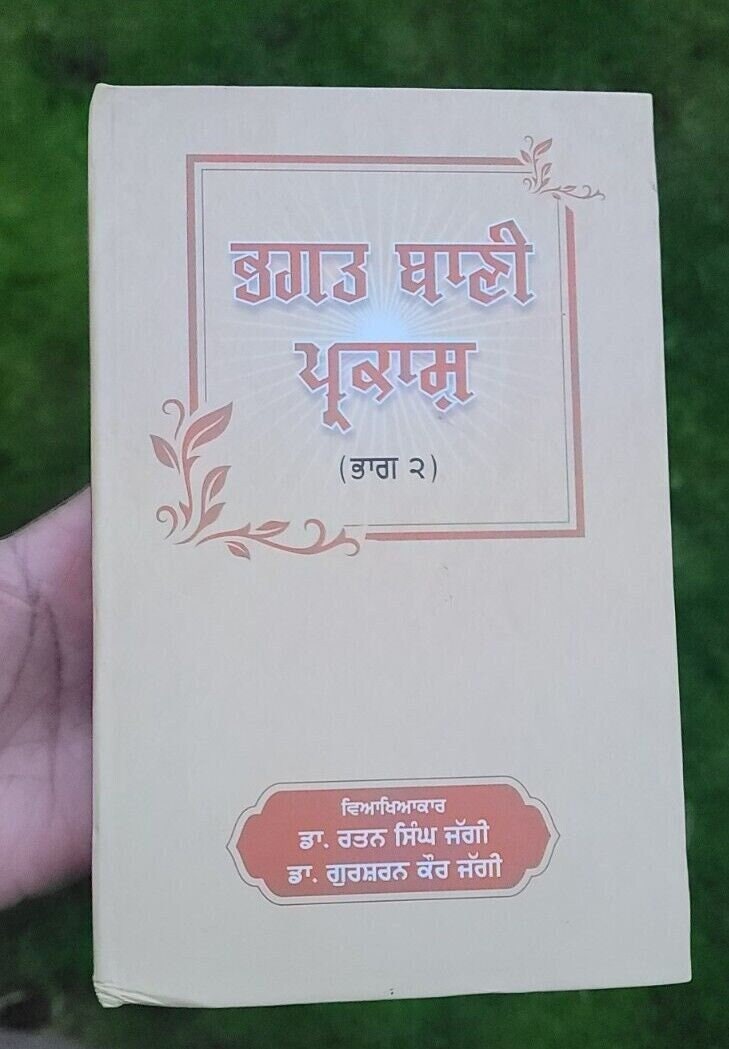 ਭਗਤ ਬਾਣੀ
ਪ੍ਰਕਾਸ਼
(ਭਾਗ ੨)
ਵਿਆਖਿਆਕਾਰ
ਡਾ. ਰਤਨ ਸਿੰਘ ਜੱਗੀ
ਡਾ. ਗੁਰਸ਼ਰਨ ਕੌਰ ਜੱਗੀ